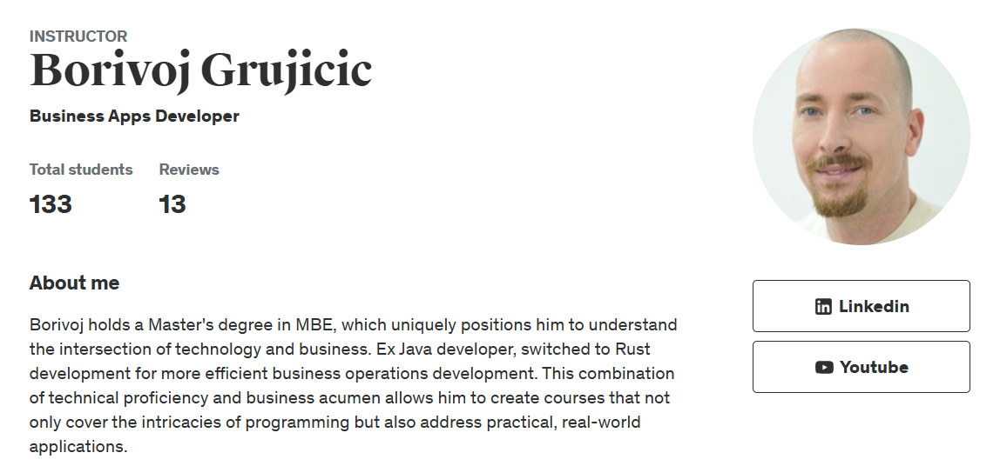 INSTRUCTOR
Borivoj Grujicic
Business Apps Developer
Total students Reviews
133 13
About me
Borivoj holds a Master's degree in MBE, which uniquely positions him to understand
the intersection of technology and business. Ex Java developer, switched to Rust
development for more efficient business operations development. This combination
of technical proficiency and business acumen allows him to create courses that not
only cover the intricacies of programming but also address practical, real-world
applications.
Linkedin
Youtube